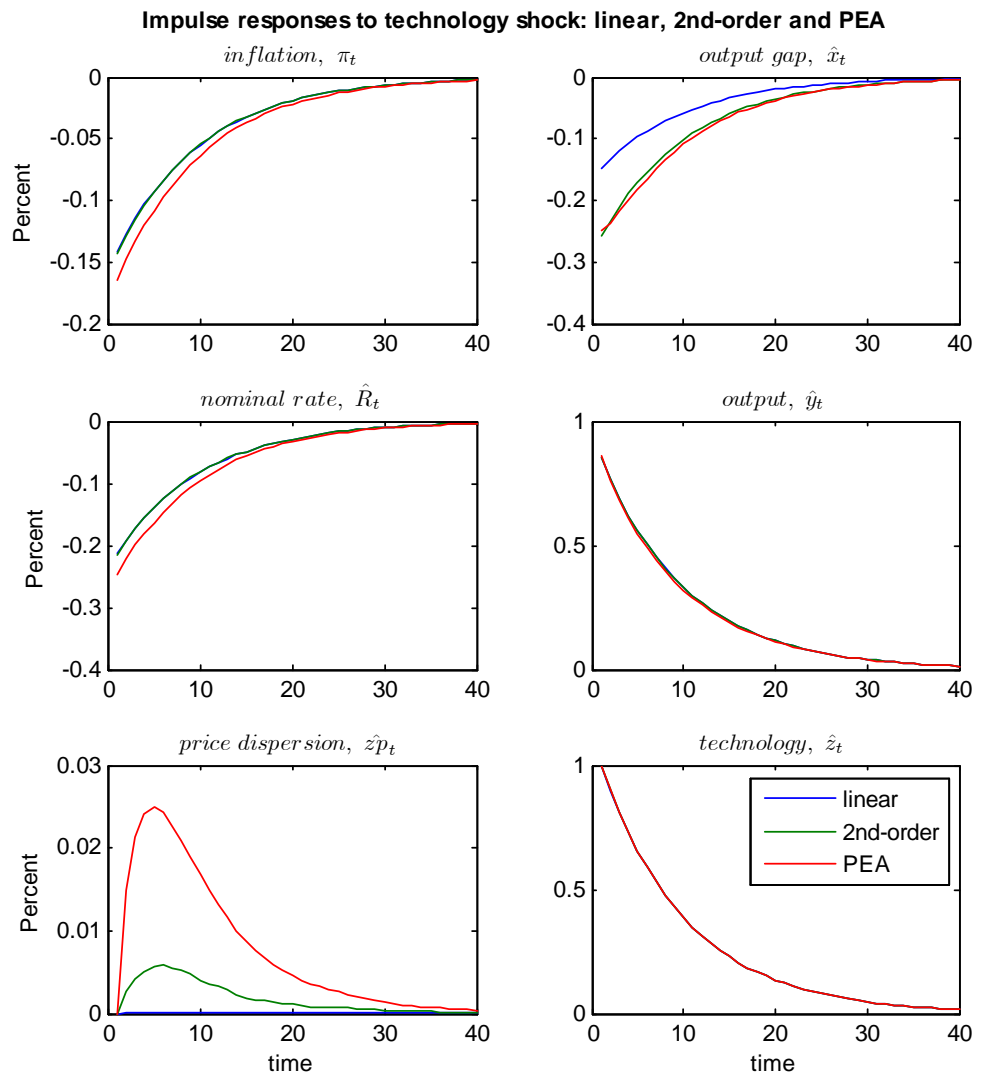 Impulse responses to technology shock: linear, 2nd-order and PEA
inflation, π_t
output gap, x̂_t
Percent
0
-0.05
-0.1
-0.15
-0.2
0 10 20 30 40
0
-0.1
-0.2
-0.3
-0.4
0 10 20 30 40
nominal rate, R̂_t
output, ŷ_t
Percent
0
-0.1
-0.2
-0.3
-0.4
0 10 20 30 40
1
0.5
0
0 10 20 30 40
price dispersion, ẑp_t
technology, ẑ_t
Percent
0.03
0.02
0.01
0
0 10 20 30 40
time
1
0.5
0
0 10 20 30 40
time
linear
2nd-order
PEA